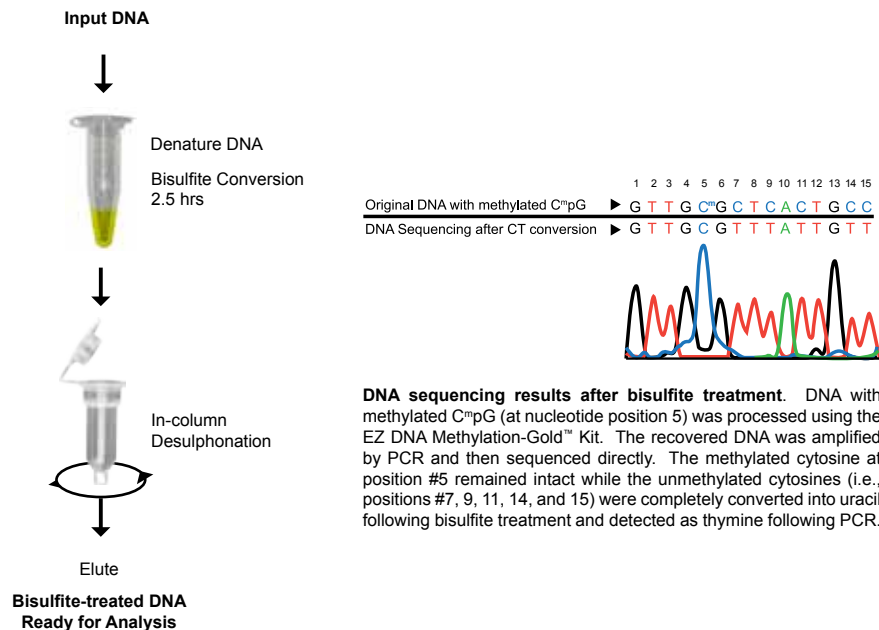 Input DNA
Denature DNA
Bisulfite Conversion
2.5 hrs
In-column
Desulphonation
Elute
Bisulfite-treated DNA
Ready for Analysis
1 2 3 4 5 6 7 8 9 10 11 12 13 14 15
Original DNA with methylated CᵐpG ▶ G T T G Cᵐ G C T C A C T G C C
DNA Sequencing after CT conversion ▶ G T T G C G T T T A T T G T T
DNA sequencing results after bisulfite treatment. DNA with
methylated CᵐpG (at nucleotide position 5) was processed using the
EZ DNA Methylation-Gold™ Kit. The recovered DNA was amplified
by PCR and then sequenced directly. The methylated cytosine at
position #5 remained intact while the unmethylated cytosines (i.e.,
positions #7, 9, 11, 14, and 15) were completely converted into uracil
following bisulfite treatment and detected as thymine following PCR.